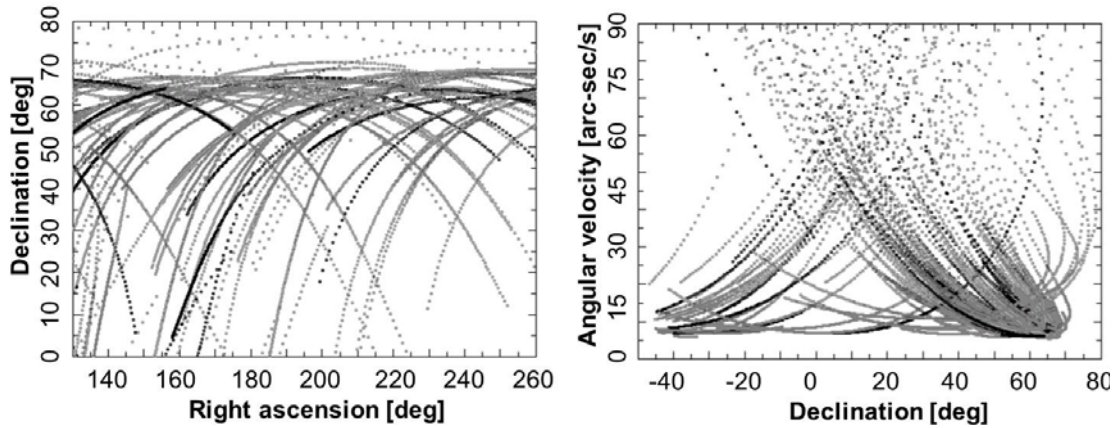 80
70
60
50
40
30
20
10
0
Declination [deg]
140 160 180 200 220 240 260
Right ascension [deg]
90
75
60
45
30
15
0
Angular velocity [arc-sec/s]
-40 -20 0 20 40 60 80
Declination [deg]